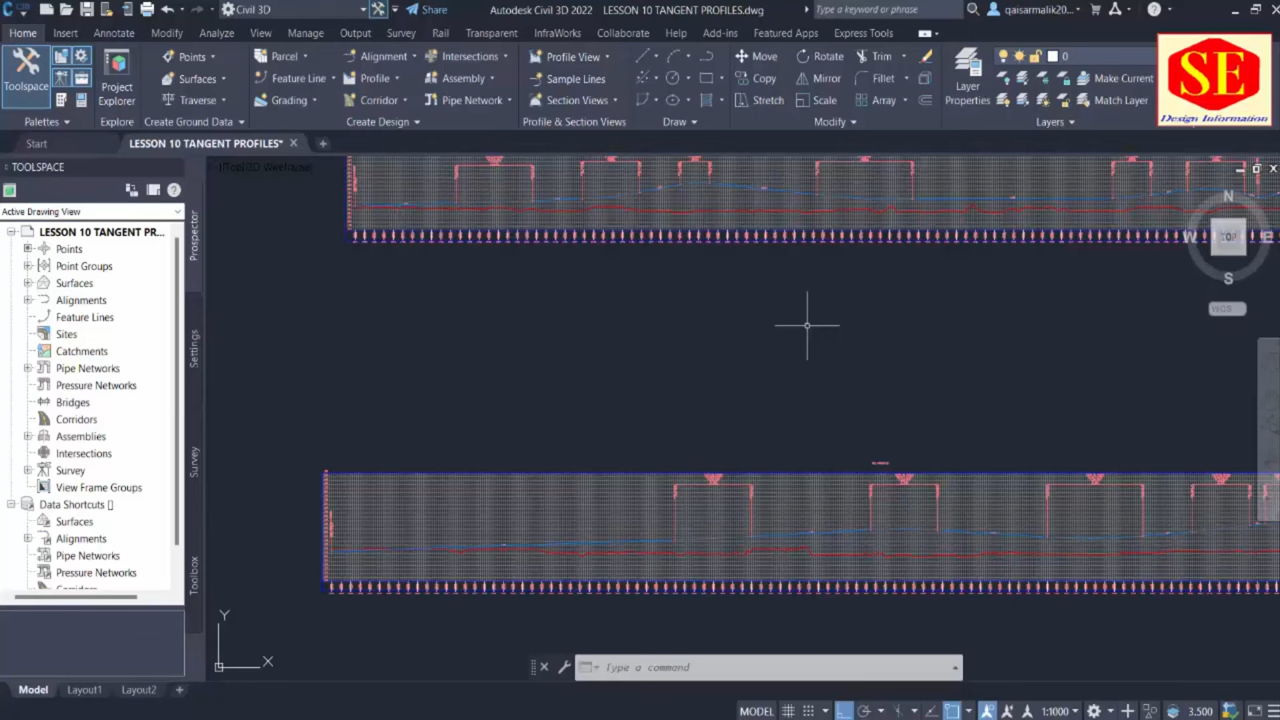 Civil 3D
Share
Autodesk Civil 3D 2022 LESSON 10 TANGENT PROFILES.dwg
Type a keyword or phrase
qaisarmalik20...
Home Insert Annotate Modify Analyze View Manage Output Survey Rail Transparent InfraWorks Collaborate Help Add-ins Featured Apps Express Tools
Toolspace
Palettes
Project Explorer
Explore
Points
Surfaces
Traverse
Create Ground Data
Parcel
Feature Line
Grading
Alignment
Profile
Corridor
Intersections
Assembly
Pipe Network
Create Design
Profile View
Sample Lines
Section Views
Profile & Section Views
Draw
Move
Copy
Stretch
Rotate
Mirror
Scale
Trim
Fillet
Array
Modify
Layer Properties
0
Make Current
Match Layer
Layers
SE
Design Information
Start
LESSON 10 TANGENT PROFILES*
TOOLSPACE
Active Drawing View
LESSON 10 TANGENT PR...
Points
Point Groups
Surfaces
Alignments
Feature Lines
Sites
Catchments
Pipe Networks
Pressure Networks
Bridges
Corridors
Assemblies
Intersections
Survey
View Frame Groups
Data Shortcuts []
Surfaces
Alignments
Pipe Networks
Pressure Networks
Corridors
Prospector
Settings
Survey
Toolbox
[Top][3D Wireframe]
N
W
TOP
E
S
WCS
Y
X
Type a command
Model
Layout1
Layout2
MODEL
1:1000
3.500